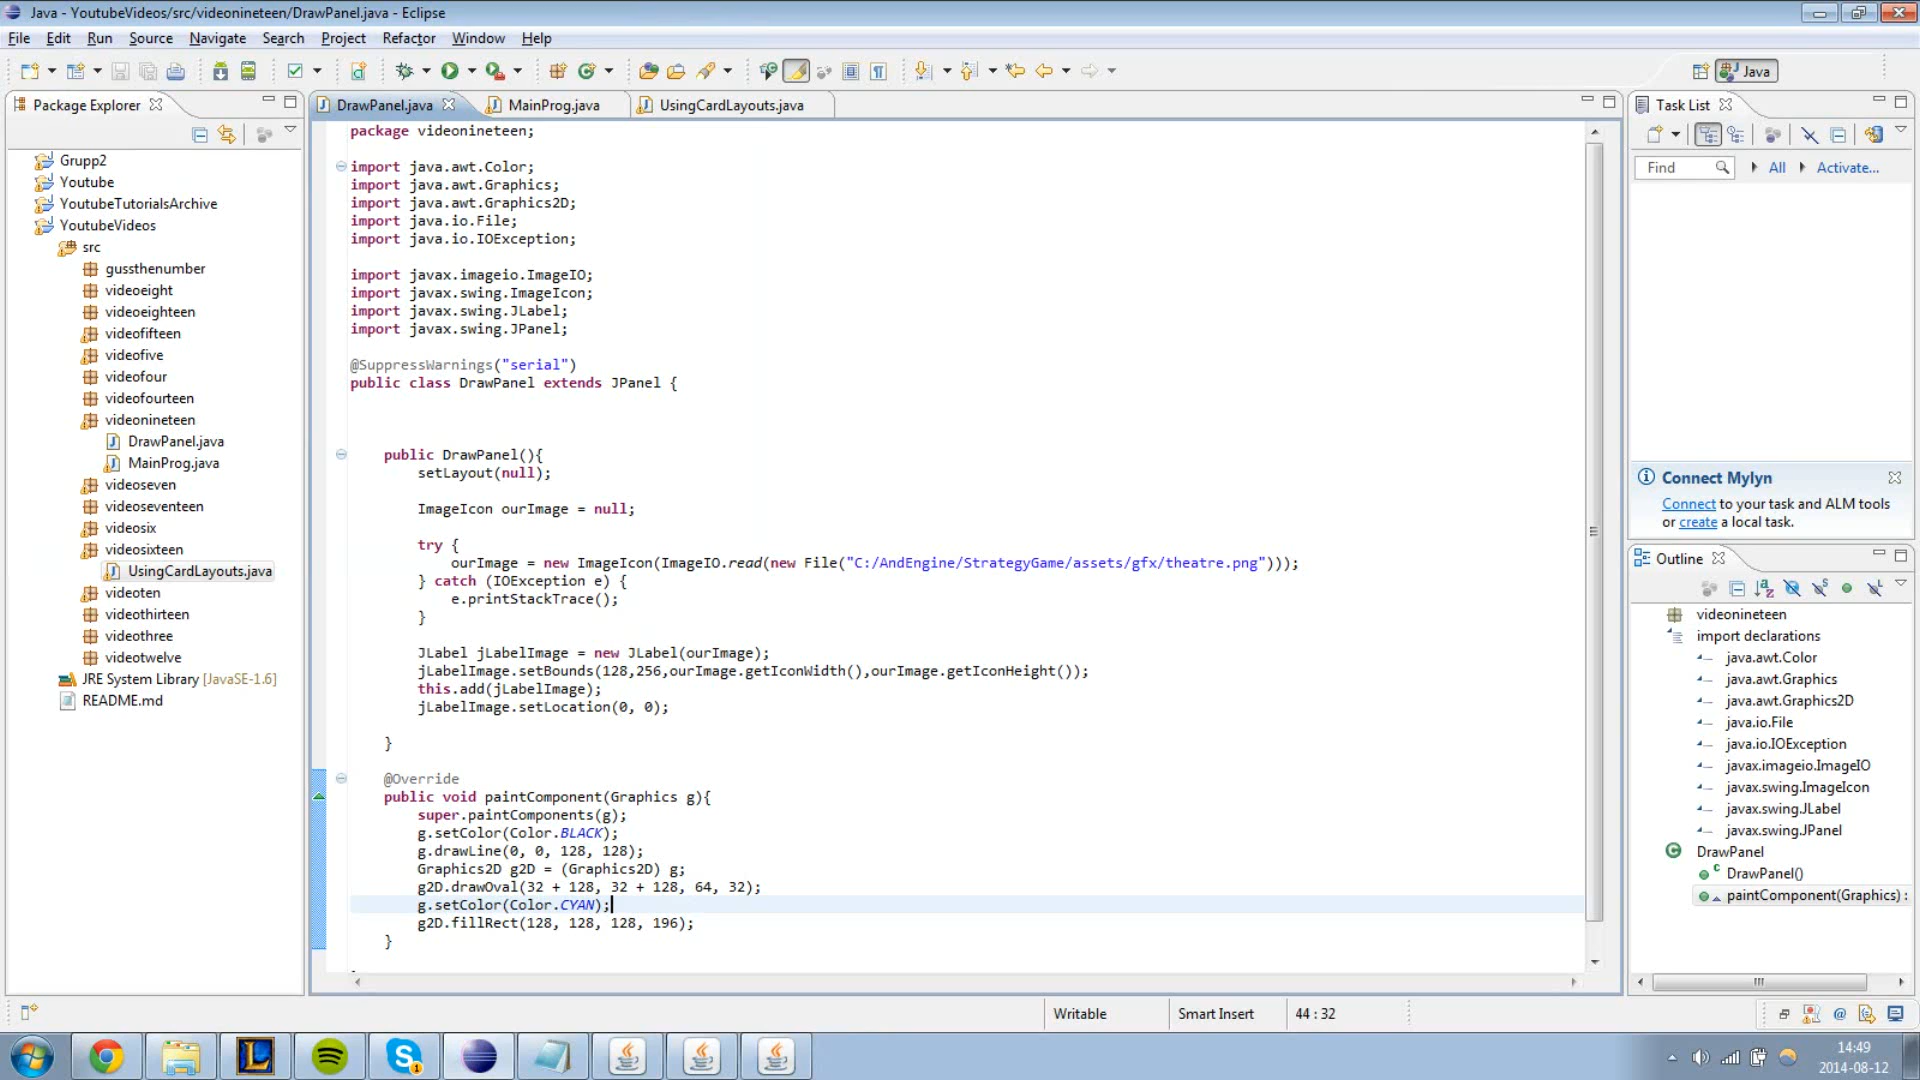 Java - YoutubeVideos/src/videonineteen/DrawPanel.java - Eclipse
File Edit Run Source Navigate Search Project Refactor Window Help
Java
Package Explorer
Grupp2
Youtube
YoutubeTutorialsArchive
YoutubeVideos
src
gussthenumber
videoeight
videoeighteen
videofifteen
videofive
videofour
videofourteen
videonineteen
DrawPanel.java
MainProg.java
videoseven
videoseventeen
videosix
videosixteen
UsingCardLayouts.java
videoten
videothirteen
videothree
videotwelve
JRE System Library [JavaSE-1.6]
README.md
DrawPanel.java MainProg.java UsingCardLayouts.java
package videonineteen;
import java.awt.Color;
import java.awt.Graphics;
import java.awt.Graphics2D;
import java.io.File;
import java.io.IOException;
import javax.imageio.ImageIO;
import javax.swing.ImageIcon;
import javax.swing.JLabel;
import javax.swing.JPanel;
@SuppressWarnings("serial")
public class DrawPanel extends JPanel {
public DrawPanel(){
setLayout(null);
ImageIcon ourImage = null;
try {
ourImage = new ImageIcon(ImageIO.read(new File("C:/AndEngine/StrategyGame/assets/gfx/theatre.png")));
} catch (IOException e) {
e.printStackTrace();
}
JLabel jLabelImage = new JLabel(ourImage);
jLabelImage.setBounds(128,256,ourImage.getIconWidth(),ourImage.getIconHeight());
this.add(jLabelImage);
jLabelImage.setLocation(0, 0);
}
@Override
public void paintComponent(Graphics g){
super.paintComponents(g);
g.setColor(Color.BLACK);
g.drawLine(0, 0, 128, 128);
Graphics2D g2D = (Graphics2D) g;
g2D.drawOval(32 + 128, 32 + 128, 64, 32);
g.setColor(Color.CYAN);
g2D.fillRect(128, 128, 128, 196);
}
Task List
Find All Activate...
Connect Mylyn
Connect to your task and ALM tools
or create a local task.
Outline
videonineteen
import declarations
java.awt.Color
java.awt.Graphics
java.awt.Graphics2D
java.io.File
java.io.IOException
javax.imageio.ImageIO
javax.swing.ImageIcon
javax.swing.JLabel
javax.swing.JPanel
DrawPanel
DrawPanel()
paintComponent(Graphics) :
Writable Smart Insert 44 : 32
14:49
2014-08-12